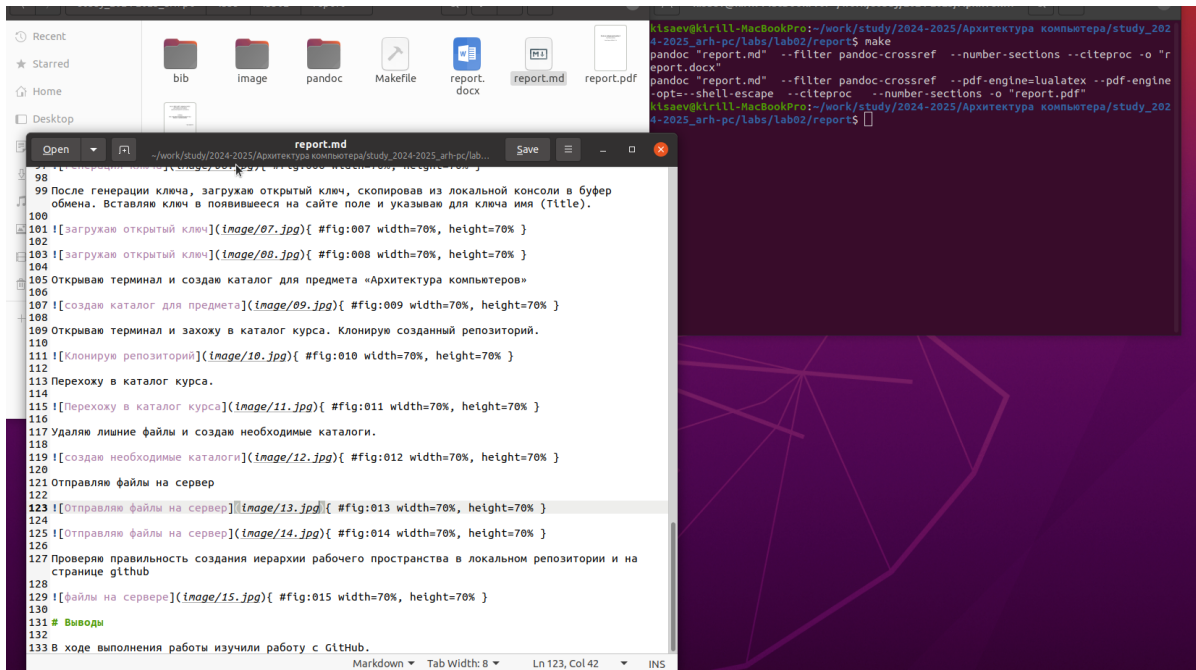 Recent
Starred
Home
Desktop
bib
image
pandoc
Makefile
report.
docx
report.md
report.pdf
kisaev@kirill-MacBookPro:~/work/study/2024-2025/Архитектура компьютера/study_202
4-2025_arh-pc/labs/lab02/report$ make
pandoc "report.md"  --filter pandoc-crossref  --number-sections --citeproc -o "r
eport.docx"
pandoc "report.md"  --filter pandoc-crossref  --pdf-engine=lualatex --pdf-engine
-opt=--shell-escape  --citeproc   --number-sections -o "report.pdf"
kisaev@kirill-MacBookPro:~/work/study/2024-2025/Архитектура компьютера/study_202
4-2025_arh-pc/labs/lab02/report$
Open
report.md
~/work/study/2024-2025/Архитектура компьютера/study_2024-2025_arh-pc/lab...
Save
98
99 После генерации ключа, загружаю открытый ключ, скопировав из локальной консоли в буфер
обмена. Вставляю ключ в появившееся на сайте поле и указываю для ключа имя (Title).
100
101 ![загружаю открытый ключ](image/07.jpg){ #fig:007 width=70%, height=70% }
102
103 ![загружаю открытый ключ](image/08.jpg){ #fig:008 width=70%, height=70% }
104
105 Открываю терминал и создаю каталог для предмета «Архитектура компьютеров»
106
107 ![создаю каталог для предмета](image/09.jpg){ #fig:009 width=70%, height=70% }
108
109 Открываю терминал и захожу в каталог курса. Клонирую созданный репозиторий.
110
111 ![Клонирую репозиторий](image/10.jpg){ #fig:010 width=70%, height=70% }
112
113 Перехожу в каталог курса.
114
115 ![Перехожу в каталог курса](image/11.jpg){ #fig:011 width=70%, height=70% }
116
117 Удаляю лишние файлы и создаю необходимые каталоги.
118
119 ![создаю необходимые каталоги](image/12.jpg){ #fig:012 width=70%, height=70% }
120
121 Отправляю файлы на сервер
122
123 ![Отправляю файлы на сервер](image/13.jpg){ #fig:013 width=70%, height=70% }
124
125 ![Отправляю файлы на сервер](image/14.jpg){ #fig:014 width=70%, height=70% }
126
127 Проверяю правильность создания иерархии рабочего пространства в локальном репозитории и на
странице github
128
129 ![файлы на сервере](image/15.jpg){ #fig:015 width=70%, height=70% }
130
131 # Выводы
132
133 В ходе выполнения работы изучили работу с GitHub.
Markdown
Tab Width: 8
Ln 123, Col 42
INS